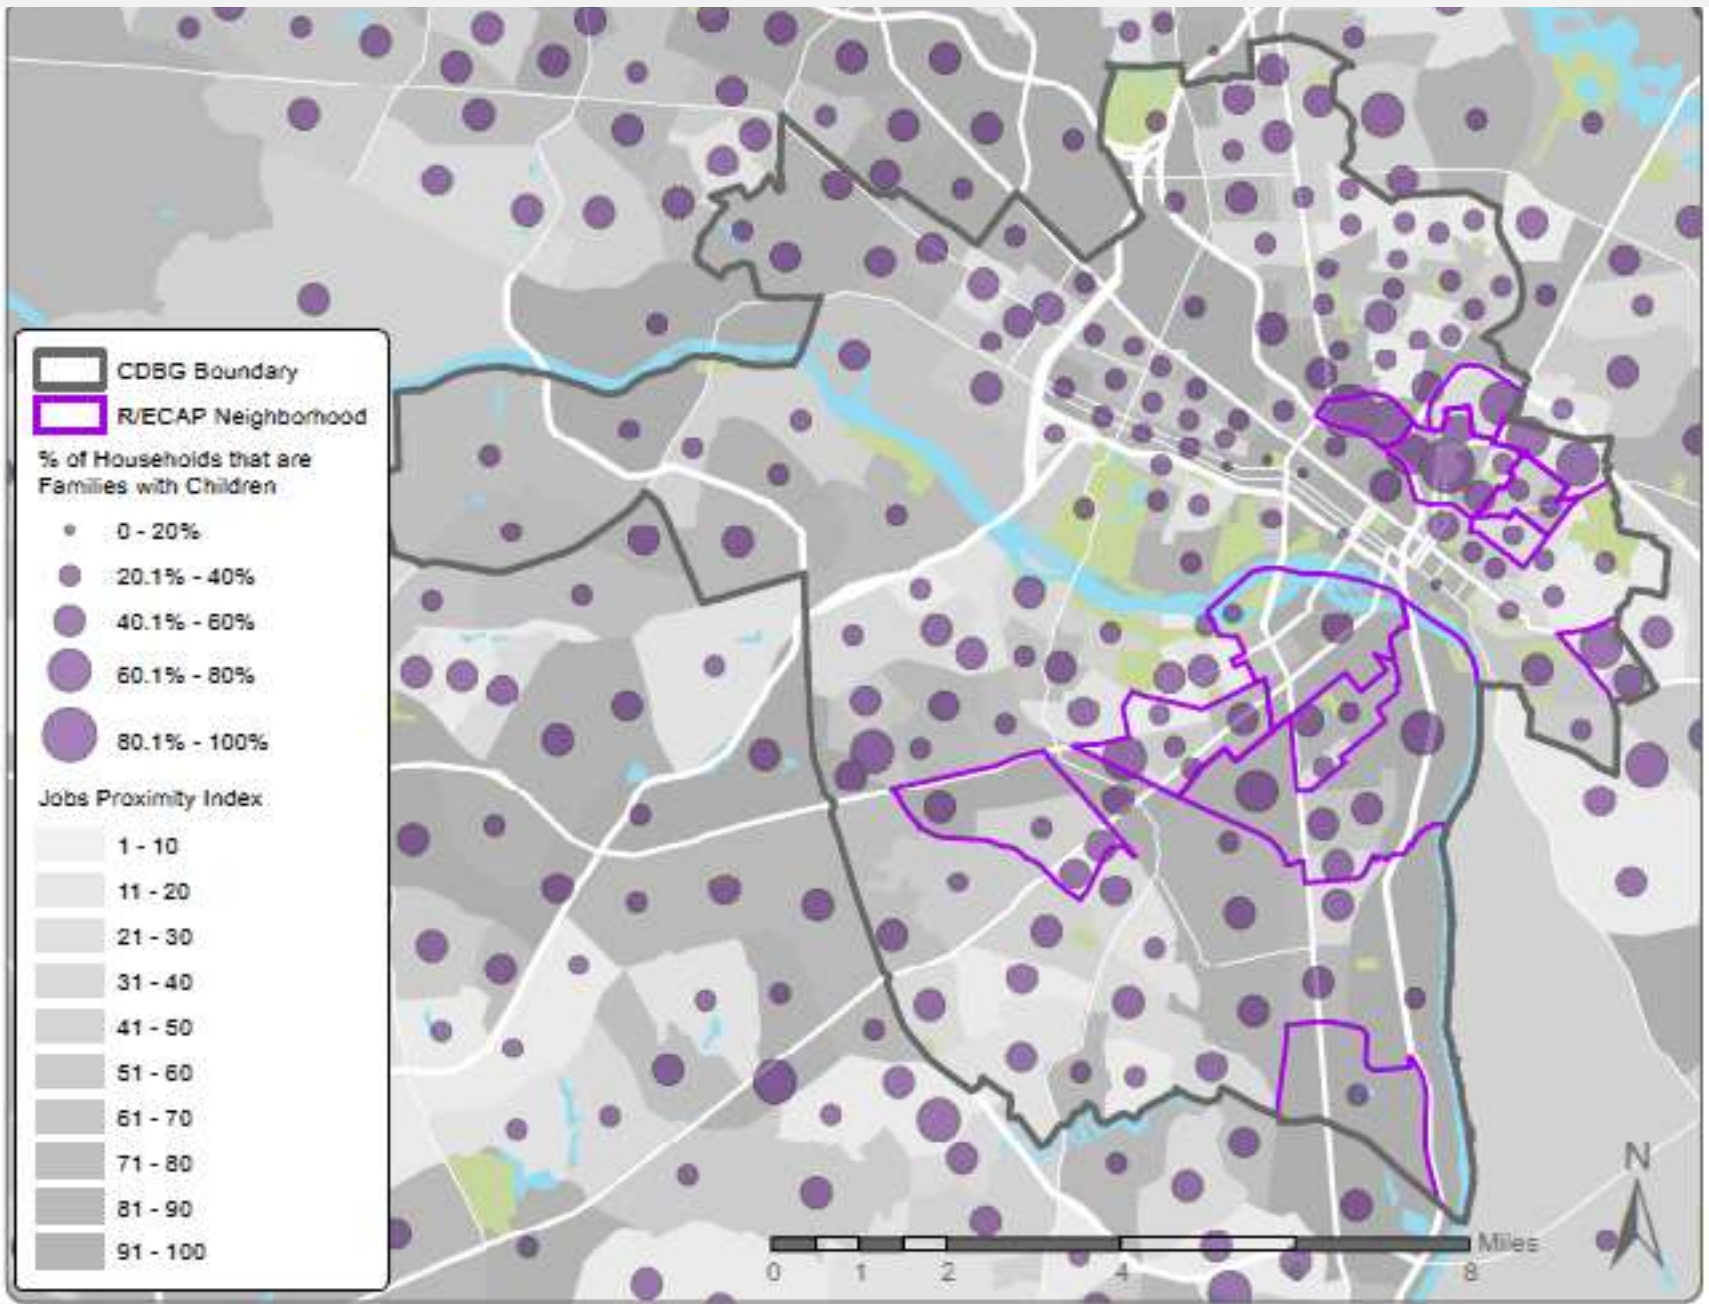 CDBG Boundary
R/ECAP Neighborhood
% of Households that are
Families with Children
0 - 20%
20.1% - 40%
40.1% - 60%
60.1% - 80%
80.1% - 100%
Jobs Proximity Index
1 - 10
11 - 20
21 - 30
31 - 40
41 - 50
51 - 60
61 - 70
71 - 80
81 - 90
91 - 100
N
Miles
0 1 2 4 8